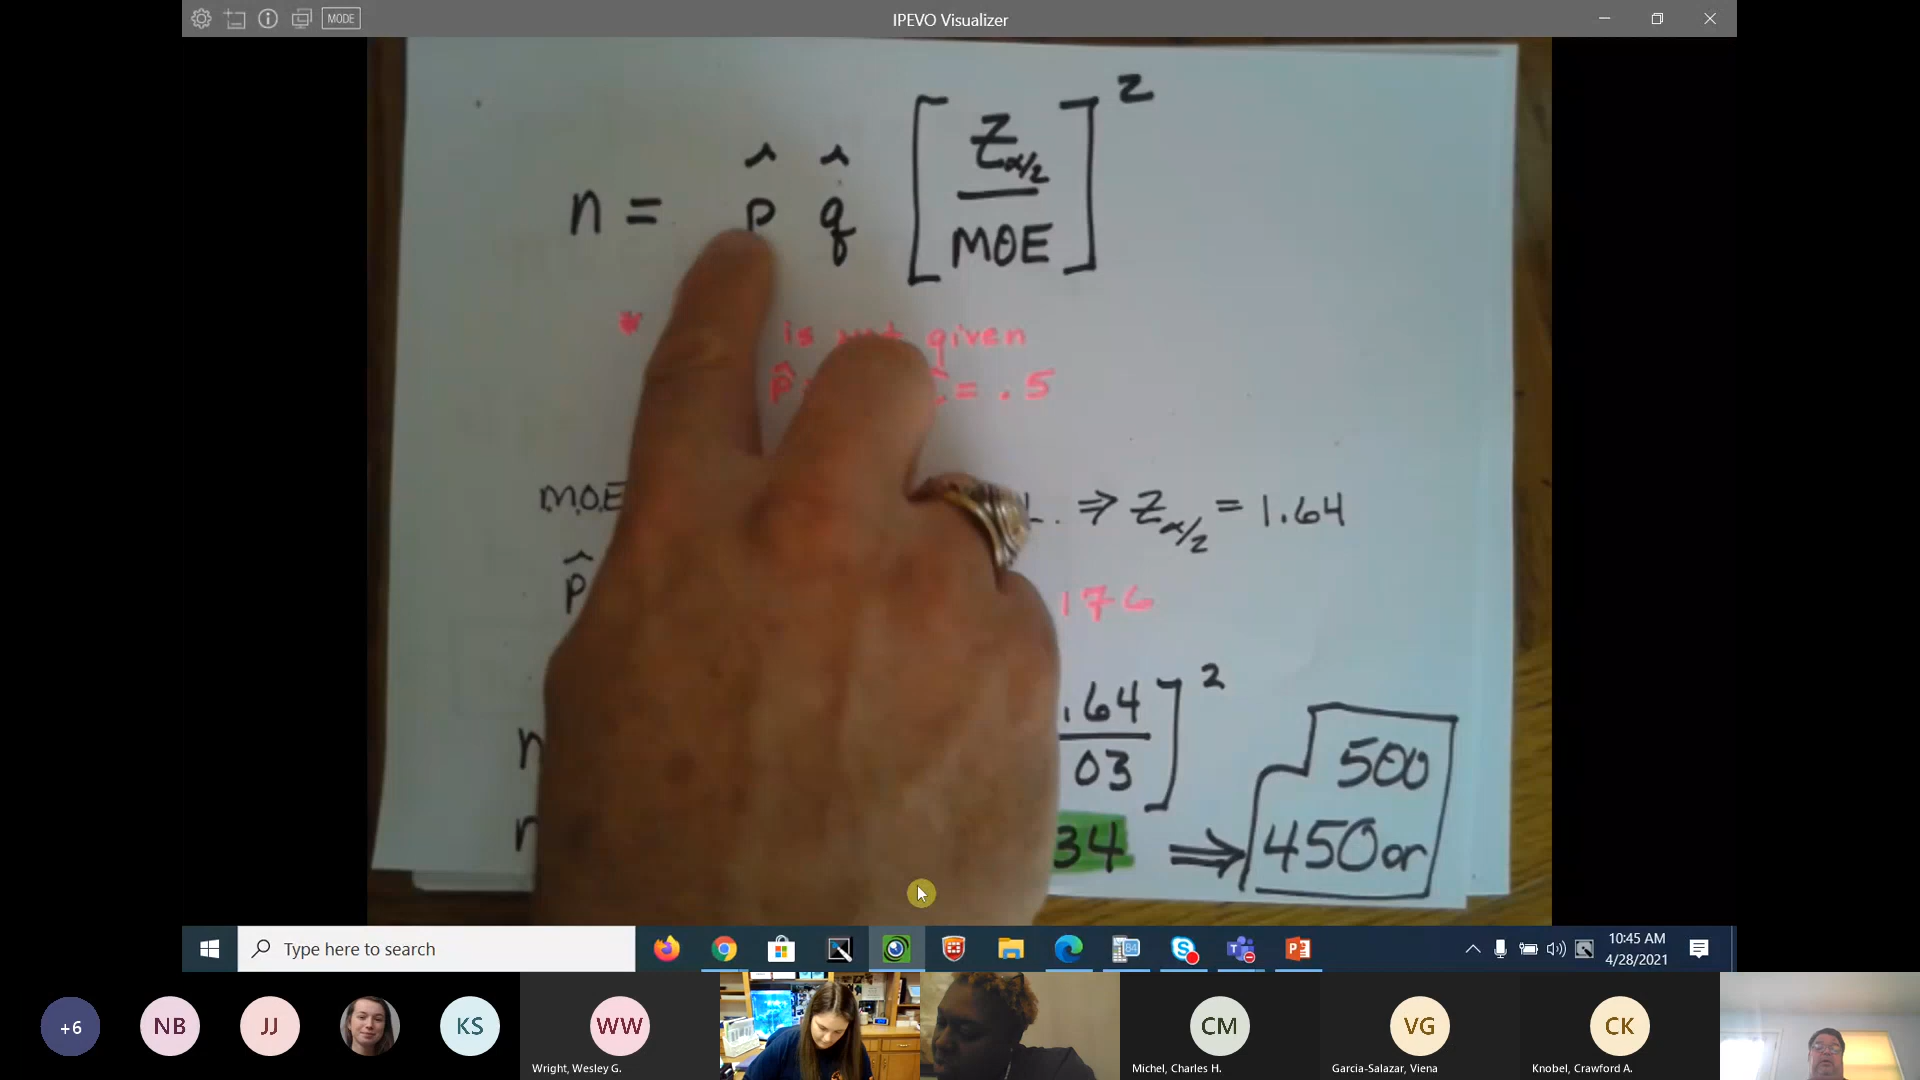 MODE
IPEVO Visualizer
2
n = p̂ q̂ [ Zα/2 / MOE ]
* is given
p̂ = .5
M.O.E ⇒ Zα/2 = 1.64
p̂ 176
n .64 / 03 ] 2
n 34 ⇒ 450 or
500
Type here to search
10:45 AM
4/28/2021
+6
NB
JJ
KS
WW
CM
VG
CK
Wright, Wesley G.
Michel, Charles H.
Garcia-Salazar, Viena
Knobel, Crawford A.